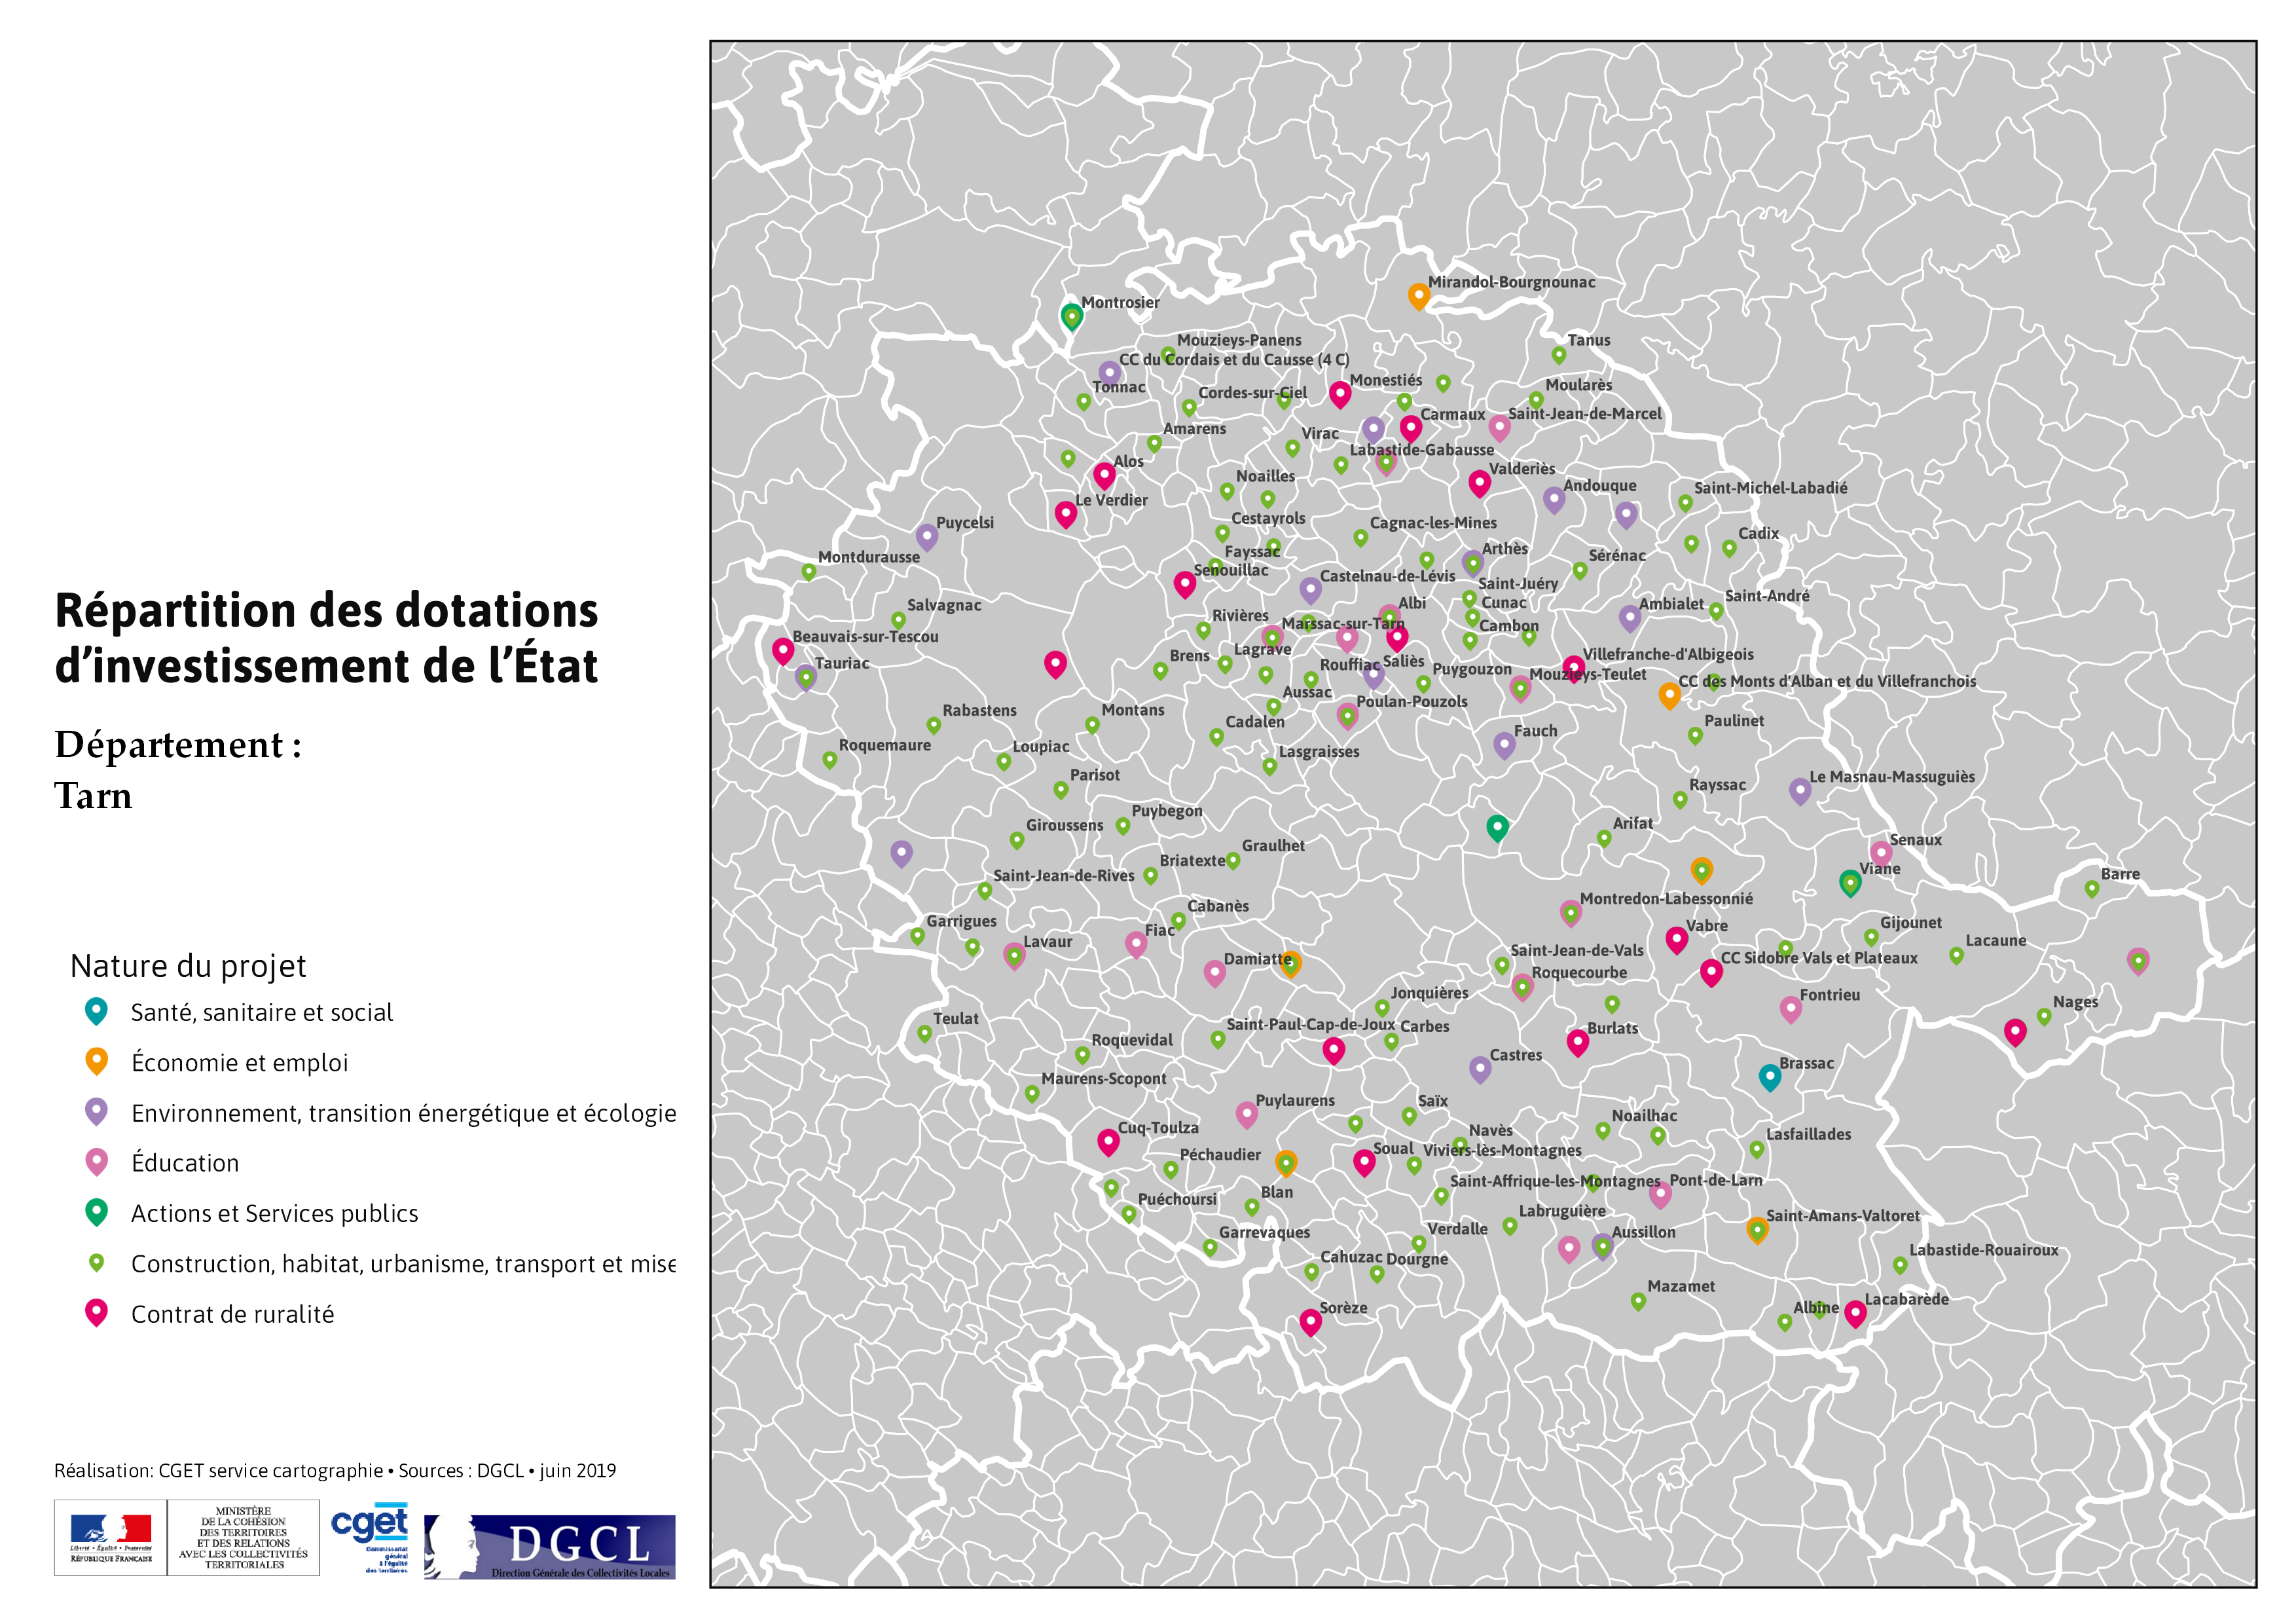 Répartition des dotations
d'investissement de l'État
Département :
Tarn
Nature du projet
Santé, sanitaire et social
Économie et emploi
Environnement, transition énergétique et écologie
Éducation
Actions et Services publics
Construction, habitat, urbanisme, transport et mise
Contrat de ruralité
Réalisation: CGET service cartographie • Sources : DGCL • juin 2019
Liberté • Égalité • Fraternité
RÉPUBLIQUE FRANÇAISE
MINISTÈRE
DE LA COHÉSION
DES TERRITOIRES
ET DES RELATIONS
AVEC LES COLLECTIVITÉS
TERRITORIALES
cget
Commissariat
général
à l'égalité
des territoires
DGCL
Direction Générale des Collectivités Locales
Mirandol-Bourgnounac
Montrosier
Mouzieys-Panens
Tanus
CC du Cordais et du Causse (4 C)
Tonnac
Cordes-sur-Ciel
Monestiés
Moularès
Carmaux
Saint-Jean-de-Marcel
Amarens
Virac
Labastide-Gabausse
Alos
Valderiès
Noailles
Andouque
Saint-Michel-Labadié
Le Verdier
Puycelsi
Cestayrols
Cagnac-les-Mines
Cadix
Montdurausse
Fayssac
Arthès
Sérénac
Senouillac
Castelnau-de-Lévis
Saint-Juéry
Salvagnac
Albi
Cunac
Ambialet
Saint-André
Rivières
Marssac-sur-Tarn
Cambon
Beauvais-sur-Tescou
Lagrave
Brens
Rouffiac
Saliès
Villefranche-d'Albigeois
Tauriac
Puygouzon
Mouzieys-Teulet
CC des Monts d'Alban et du Villefranchois
Aussac
Poulan-Pouzols
Rabastens
Montans
Cadalen
Paulinet
Fauch
Roquemaure
Loupiac
Lasgraisses
Parisot
Rayssac
Le Masnau-Massuguiès
Puybegon
Giroussens
Arifat
Graulhet
Senaux
Briatexte
Viane
Saint-Jean-de-Rives
Barre
Montredon-Labessonnié
Cabanès
Garrigues
Fiac
Vabre
Gijounet
Lavaur
Lacaune
Saint-Jean-de-Vals
Damiatte
CC Sidobre Vals et Plateaux
Roquecourbe
Jonquières
Fontrieu
Nages
Teulat
Saint-Paul-Cap-de-Joux
Carbes
Burlats
Roquevidal
Castres
Brassac
Maurens-Scopont
Puylaurens
Saïx
Noailhac
Cuq-Toulza
Navès
Lasfaillades
Péchaudier
Soual
Viviers-lès-Montagnes
Saint-Affrique-les-Montagnes
Pont-de-Larn
Puéchoursi
Blan
Labruguière
Saint-Amans-Valtoret
Garrevaques
Verdalle
Aussillon
Labastide-Rouairoux
Cahuzac
Dourgne
Mazamet
Sorèze
Albine
Lacabarède